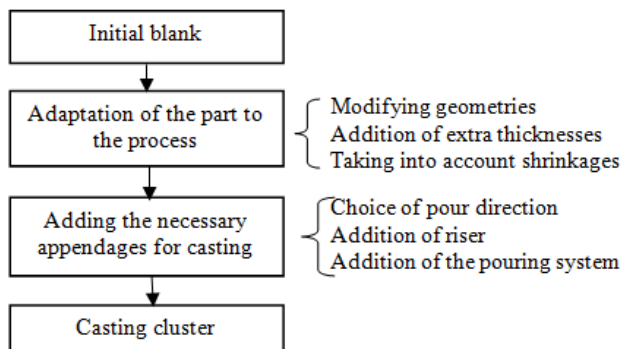 Initial blank
Adaptation of the part to
the process
Modifying geometries
Addition of extra thicknesses
Taking into account shrinkages
Adding the necessary
appendages for casting
Choice of pour direction
Addition of riser
Addition of the pouring system
Casting cluster